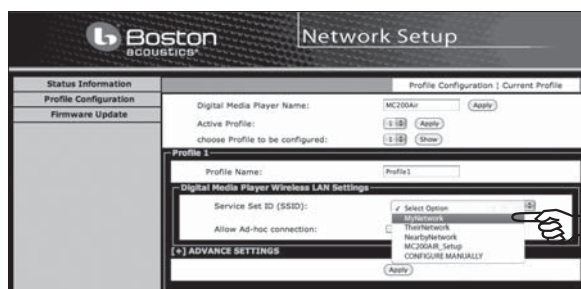 Boston
acoustics®
Network Setup
Status Information
Profile Configuration
Firmware Update
Profile Configuration | Current Profile
Digital Media Player Name: MC200Air Apply
Active Profile: 1 Apply
choose Profile to be configured: 1 Show
Profile 1
Profile Name: Profile1
Digital Media Player Wireless LAN Settings
Service Set ID (SSID): ✓ Select Option
MyNetwork
TheirNetwork
Allow Ad-hoc connection: NearbyNetwork
MC200AIR_Setup
[+] ADVANCE SETTINGS CONFIGURE MANUALLY
Apply